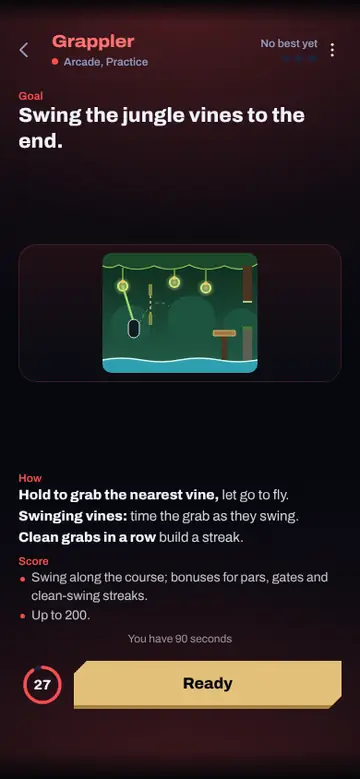 Grappler
No best yet
Arcade, Practice
Goal
Swing the jungle vines to the
end.
How
Hold to grab the nearest vine, let go to fly.
Swinging vines: time the grab as they swing.
Clean grabs in a row build a streak.
Score
Swing along the course; bonuses for pars, gates and
clean-swing streaks.
Up to 200.
You have 90 seconds
27
Ready